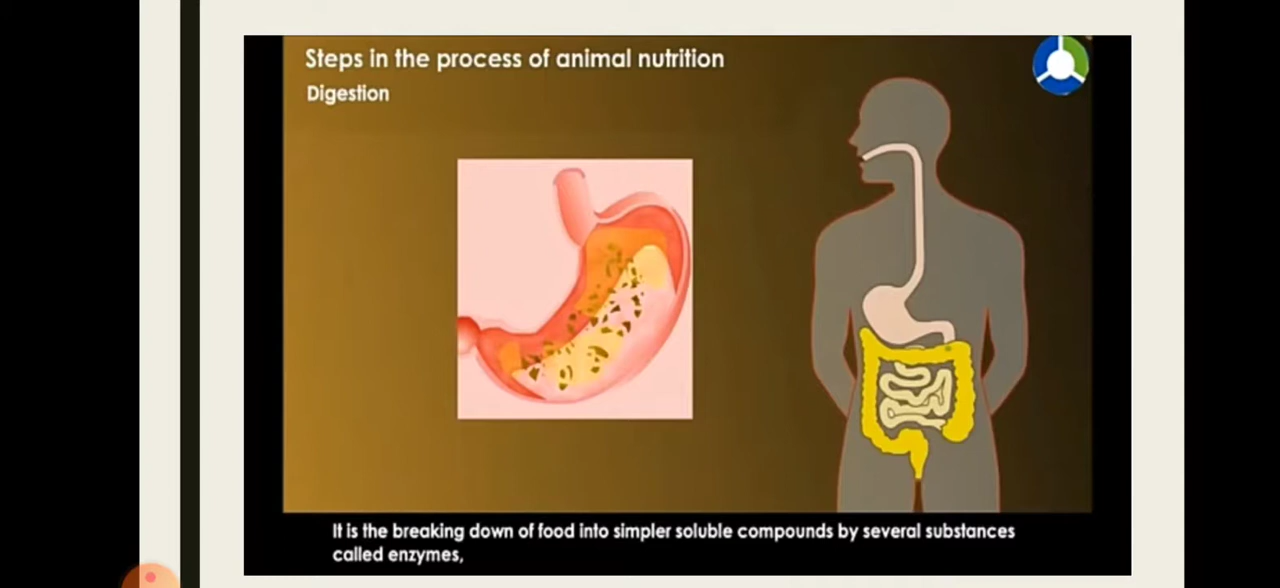 Steps in the process of animal nutrition
Digestion
It is the breaking down of food into simpler soluble compounds by several substances
called enzymes,